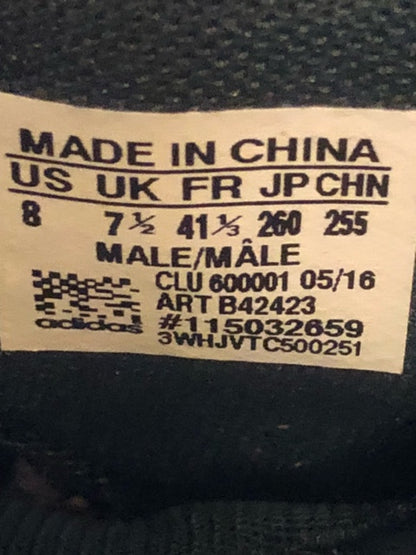 MADE IN CHINA
US UK FR JP CHN
8 7½ 41⅓ 260 255
MALE/MÂLE
CLU 600001 05/16
ART B42423
adidas #115032659
3WHJVTC500251